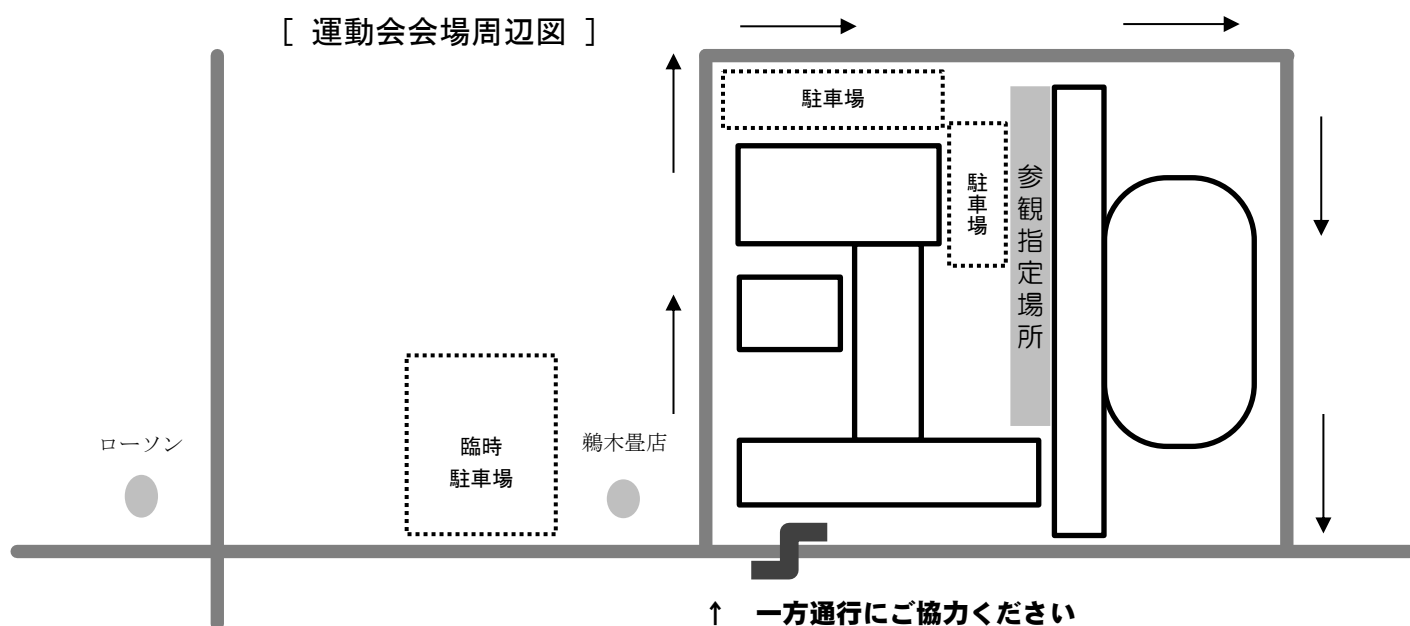 [ 運動会会場周辺図 ]
駐車場
駐車場
参観指定場所
ローソン
臨時
駐車場
鵜木畳店
↑ 一方通行にご協力ください